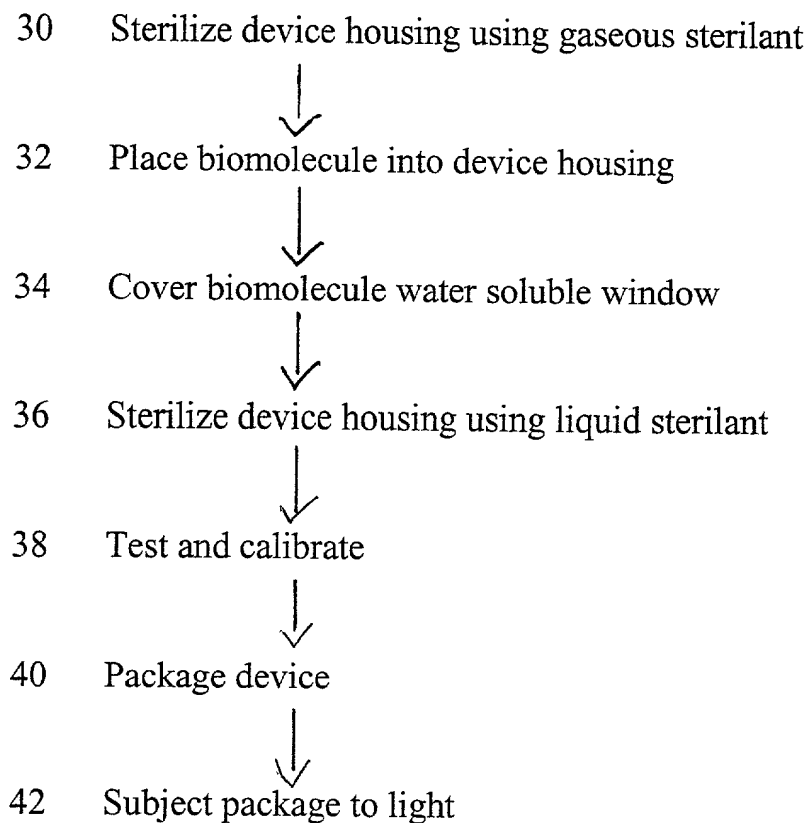 30 Sterilize device housing using gaseous sterilant
32 Place biomolecule into device housing
34 Cover biomolecule water soluble window
36 Sterilize device housing using liquid sterilant
38 Test and calibrate
40 Package device
42 Subject package to light